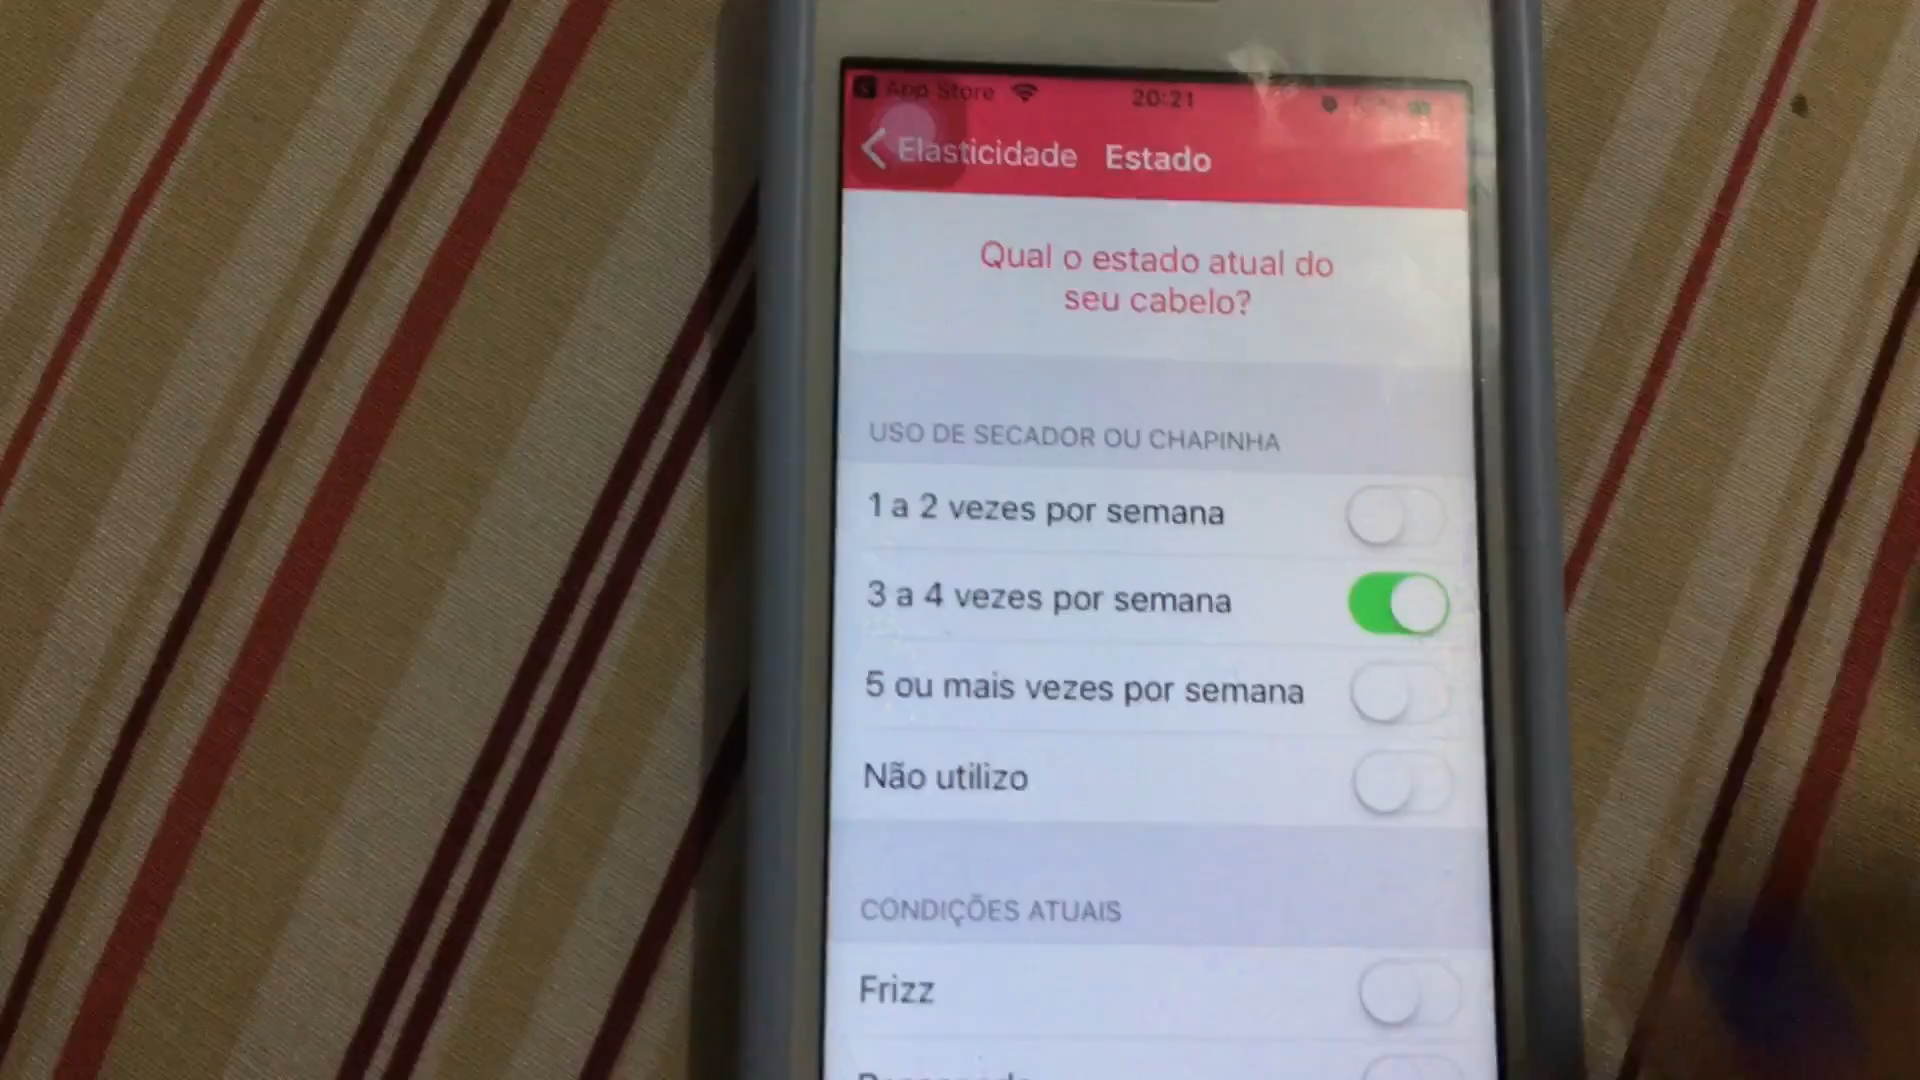 App Store 20:21
Elasticidade Estado
Qual o estado atual do
seu cabelo?
USO DE SECADOR OU CHAPINHA
1 a 2 vezes por semana
3 a 4 vezes por semana
5 ou mais vezes por semana
Não utilizo
CONDIÇÕES ATUAIS
Frizz